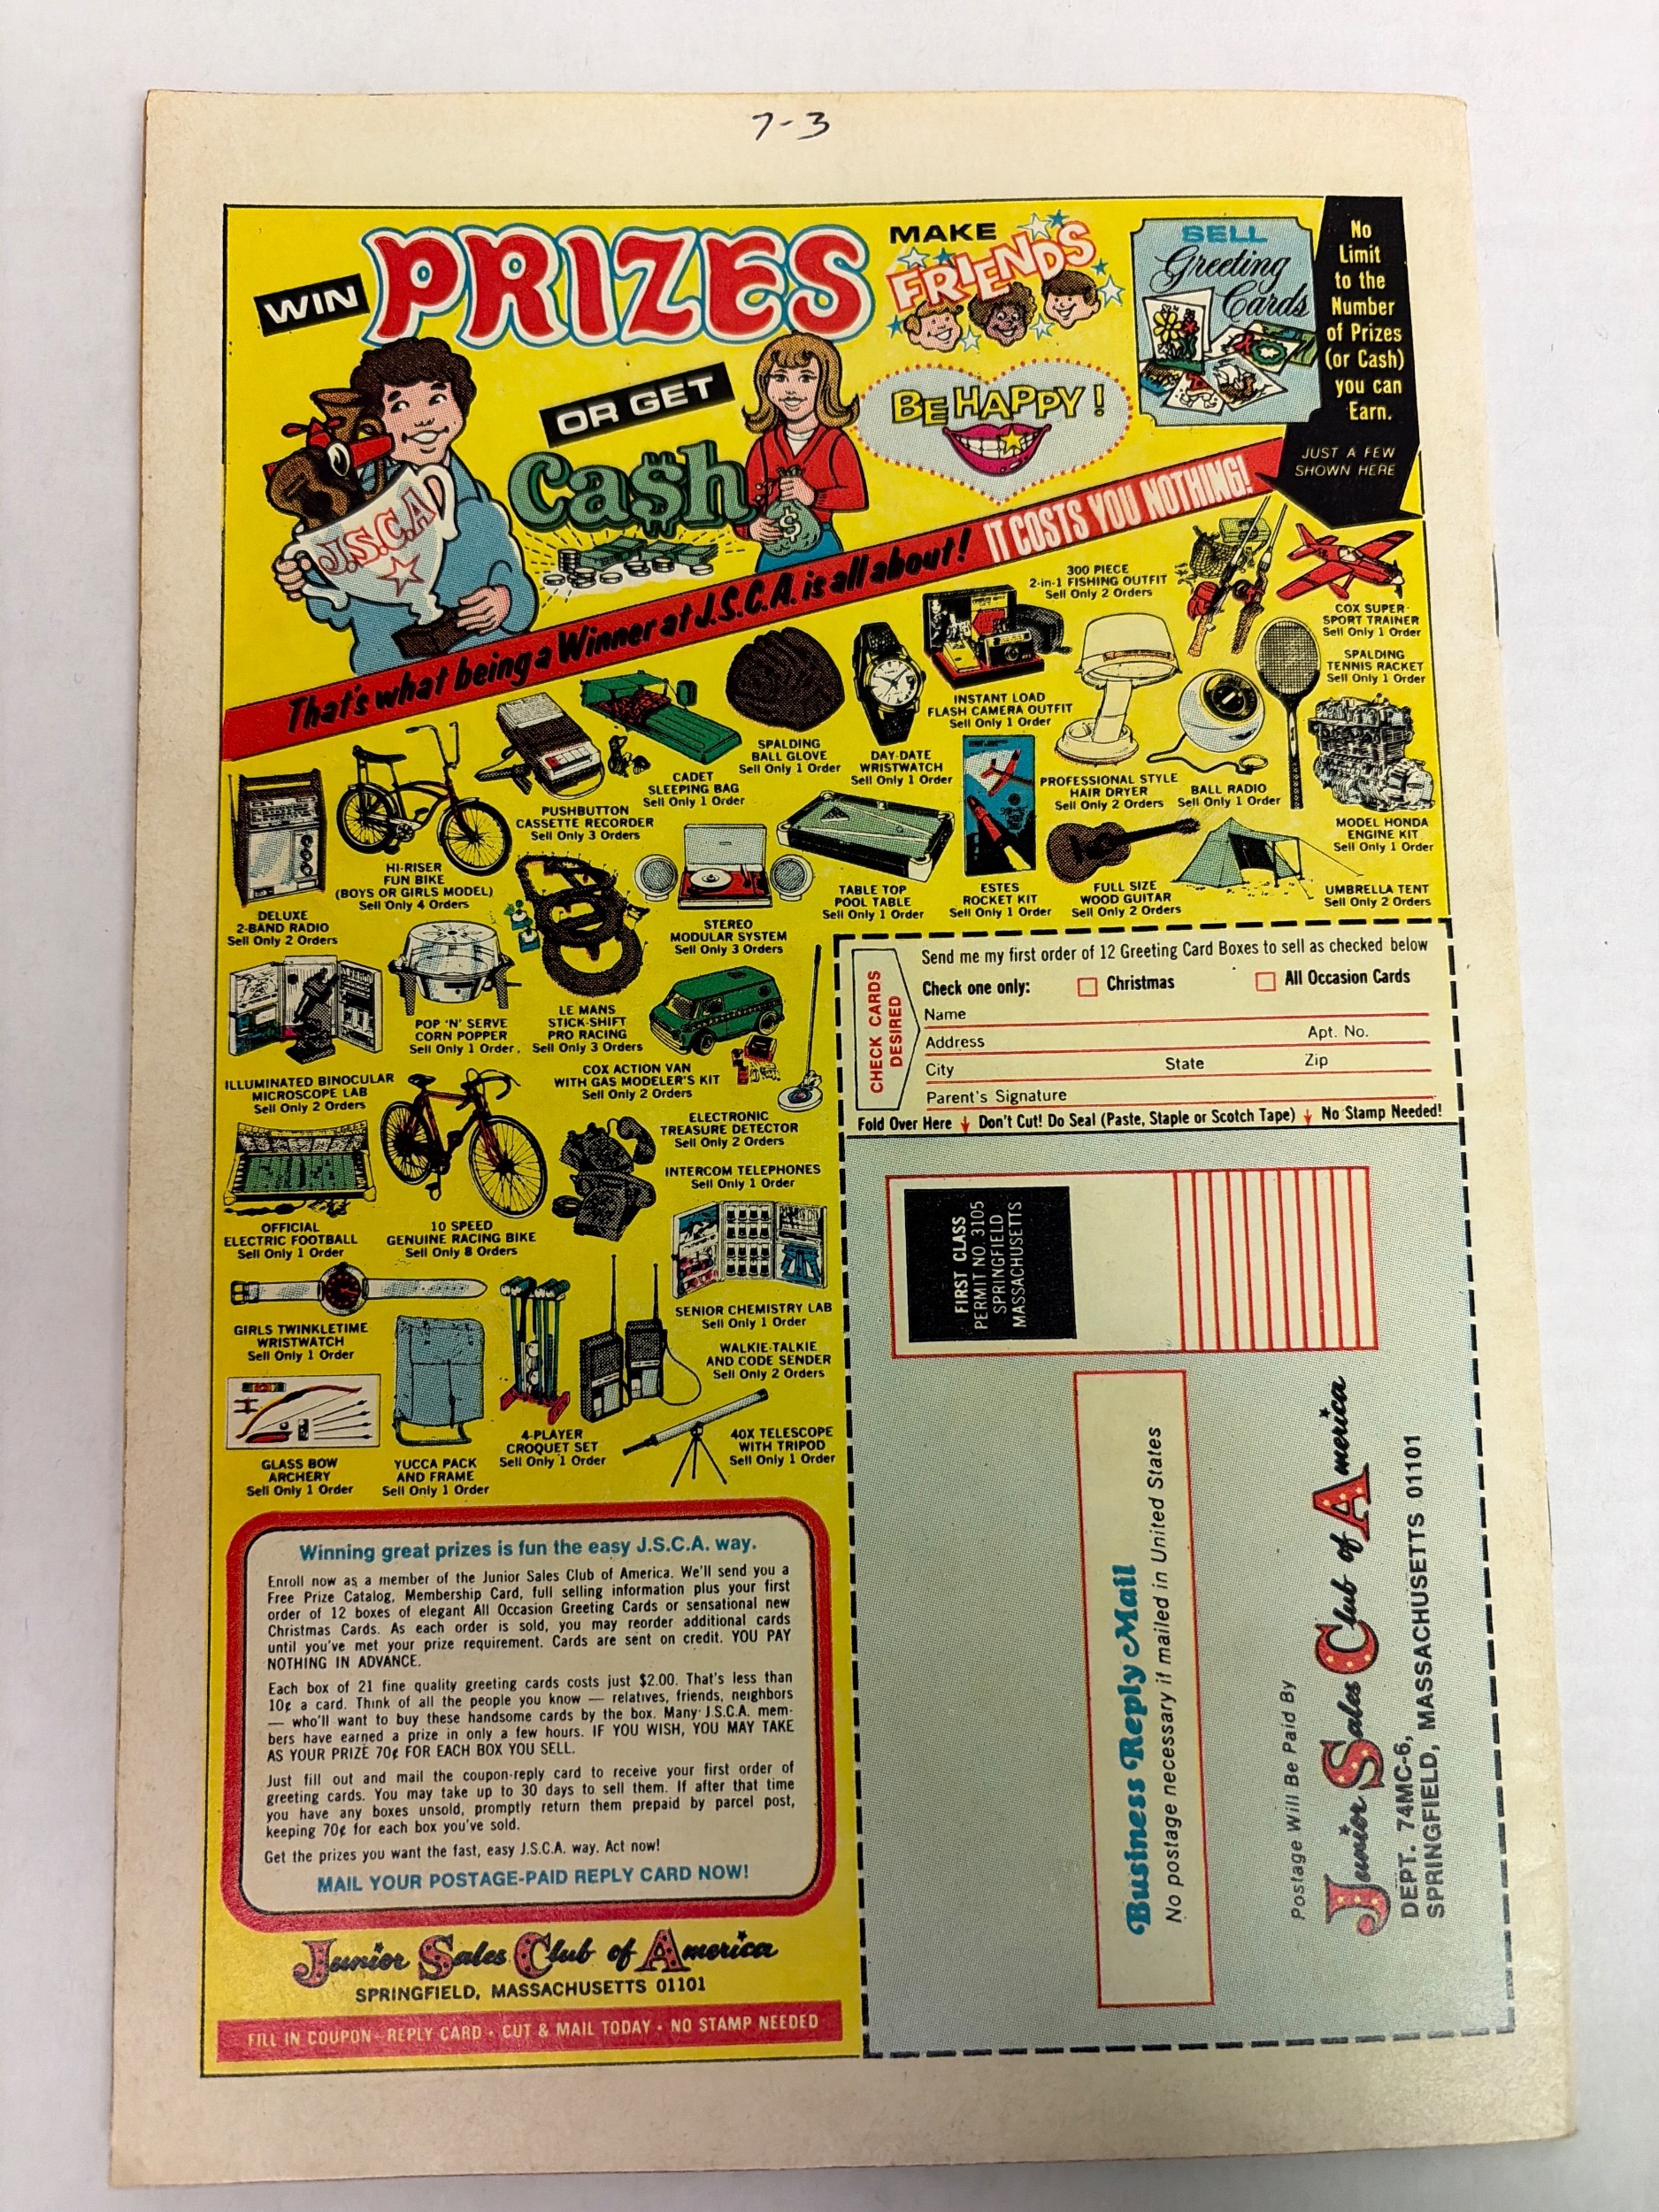 7-3
WIN PRIZES
MAKE
FRIENDS
SELL
Greeting
Cards
No
Limit
to the
Number
of Prizes
(or Cash)
you can
Earn.
JUST A FEW
SHOWN HERE
OR GET
Ca$h
BE HAPPY!
J.S.C.A.
$
That's what being a Winner at J.S.C.A. is all about! IT COSTS YOU NOTHING!
300 PIECE
2-in-1 FISHING OUTFIT
Sell Only 2 Orders
COX SUPER-
SPORT TRAINER
Sell Only 1 Order
SPALDING
TENNIS RACKET
Sell Only 1 Order
INSTANT LOAD
FLASH CAMERA OUTFIT
Sell Only 1 Order
SPALDING
BALL GLOVE
Sell Only 1 Order
DAY-DATE
WRISTWATCH
Sell Only 1 Order
CADET
SLEEPING BAG
Sell Only 1 Order
PROFESSIONAL STYLE
HAIR DRYER
Sell Only 2 Orders
BALL RADIO
Sell Only 1 Order
PUSHBUTTON
CASSETTE RECORDER
Sell Only 3 Orders
MODEL HONDA
ENGINE KIT
Sell Only 1 Order
HI-RISER
FUN BIKE
(BOYS OR GIRLS MODEL)
Sell Only 4 Orders
DELUXE
2-BAND RADIO
Sell Only 2 Orders
STEREO
MODULAR SYSTEM
Sell Only 3 Orders
TABLE TOP
POOL TABLE
Sell Only 1 Order
ESTES
ROCKET KIT
Sell Only 1 Order
FULL SIZE
WOOD GUITAR
Sell Only 2 Orders
UMBRELLA TENT
Sell Only 2 Orders
POP 'N' SERVE
CORN POPPER
Sell Only 1 Order.
LE MANS
STICK-SHIFT
PRO RACING
Sell Only 3 Orders
ILLUMINATED BINOCULAR
MICROSCOPE LAB
Sell Only 2 Orders
COX ACTION VAN
WITH GAS MODELER'S KIT
Sell Only 2 Orders
ELECTRONIC
TREASURE DETECTOR
Sell Only 2 Orders
INTERCOM TELEPHONES
Sell Only 1 Order
OFFICIAL
ELECTRIC FOOTBALL
Sell Only 1 Order
10 SPEED
GENUINE RACING BIKE
Sell Only 8 Orders
SENIOR CHEMISTRY LAB
Sell Only 1 Order
GIRLS TWINKLETIME
WRISTWATCH
Sell Only 1 Order
WALKIE-TALKIE
AND CODE SENDER
Sell Only 2 Orders
GLASS BOW
ARCHERY
Sell Only 1 Order
YUCCA PACK
AND FRAME
Sell Only 1 Order
4-PLAYER
CROQUET SET
Sell Only 1 Order
40X TELESCOPE
WITH TRIPOD
Sell Only 1 Order
Winning great prizes is fun the easy J.S.C.A. way.
Enroll now as a member of the Junior Sales Club of America. We'll send you a
Free Prize Catalog, Membership Card, full selling information plus your first
order of 12 boxes of elegant All Occasion Greeting Cards or sensational new
Christmas Cards. As each order is sold, you may reorder additional cards
until you've met your prize requirement. Cards are sent on credit. YOU PAY
NOTHING IN ADVANCE.
Each box of 21 fine quality greeting cards costs just $2.00. That's less than
10¢ a card. Think of all the people you know — relatives, friends, neighbors
— who'll want to buy these handsome cards by the box. Many J.S.C.A. mem-
bers have earned a prize in only a few hours. IF YOU WISH, YOU MAY TAKE
AS YOUR PRIZE 70¢ FOR EACH BOX YOU SELL.
Just fill out and mail the coupon-reply card to receive your first order of
greeting cards. You may take up to 30 days to sell them. If after that time
you have any boxes unsold, promptly return them prepaid by parcel post,
keeping 70¢ for each box you've sold.
Get the prizes you want the fast, easy J.S.C.A. way. Act now!
MAIL YOUR POSTAGE-PAID REPLY CARD NOW!
Junior Sales Club of America
SPRINGFIELD, MASSACHUSETTS 01101
FILL IN COUPON-REPLY CARD • CUT & MAIL TODAY • NO STAMP NEEDED
CHECK CARDS
DESIRED
Send me my first order of 12 Greeting Card Boxes to sell as checked below
Check one only: Christmas All Occasion Cards
Name
Address Apt. No.
City State Zip
Parent's Signature
Fold Over Here Don't Cut! Do Seal (Paste, Staple or Scotch Tape) No Stamp Needed!
FIRST CLASS
PERMIT NO. 3105
SPRINGFIELD
MASSACHUSETTS
Business Reply Mail
No postage necessary if mailed in United States
Postage Will Be Paid By
Junior Sales Club of America
DEPT. 74MC-6,
SPRINGFIELD, MASSACHUSETTS 01101